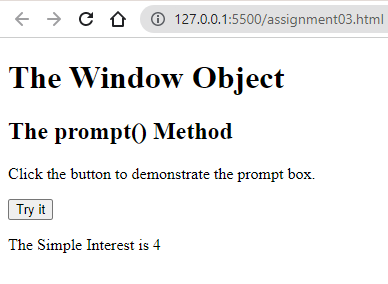 127.0.0.1:5500/assignment03.html
The Window Object
The prompt() Method
Click the button to demonstrate the prompt box.
Try it
The Simple Interest is 4